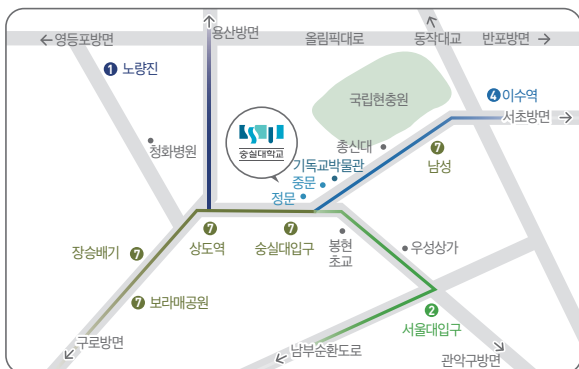 용산방면
←영등포방면
올림픽대로
동작대교
반포방면→
1 노량진
국립현충원
4 이수역
서초방면→
청화병원
숭실대학교
총신대
기독교박물관
7
남성
중문
정문
장승배기 7
7
상도역
7
숭실대입구
봉현
초교
우성상가
7 보라매공원
2
서울대입구
구로방면
남부순환도로
관악구방면